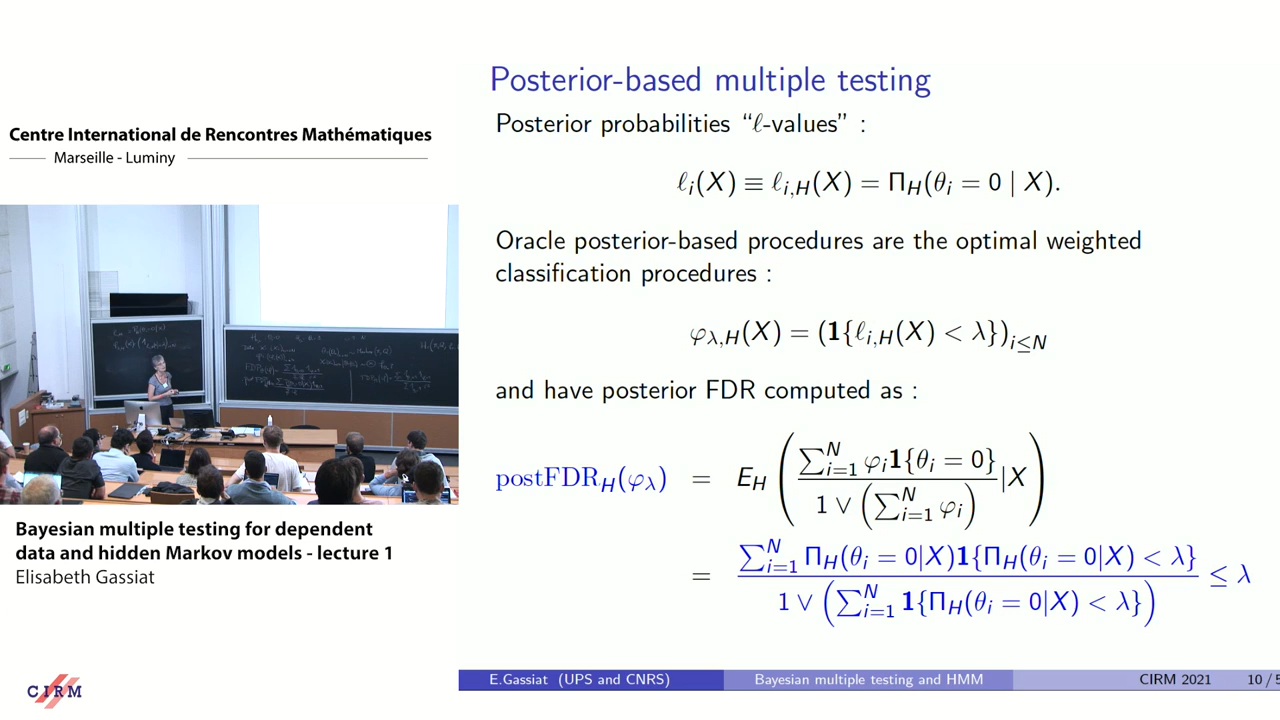 Centre International de Rencontres Mathématiques
Marseille - Luminy
Bayesian multiple testing for dependent
data and hidden Markov models - lecture 1
Elisabeth Gassiat
CIRM
Posterior-based multiple testing
Posterior probabilities “ℓ-values” :
ℓ_i(X) ≡ ℓ_{i,H}(X) = Π_H(θ_i = 0 | X).
Oracle posterior-based procedures are the optimal weighted
classification procedures :
φ_{λ,H}(X) = (1{ℓ_{i,H}(X) < λ})_{i≤N}
and have posterior FDR computed as :
postFDR_H(φ_λ) = E_H ( ∑_{i=1}^N φ_i 1{θ_i = 0} / 1 ∨ (∑_{i=1}^N φ_i) | X )
= ∑_{i=1}^N Π_H(θ_i = 0|X)1{Π_H(θ_i = 0|X) < λ} / 1 ∨ (∑_{i=1}^N 1{Π_H(θ_i = 0|X) < λ}) ≤ λ
E.Gassiat (UPS and CNRS) Bayesian multiple testing and HMM CIRM 2021 10 / 5